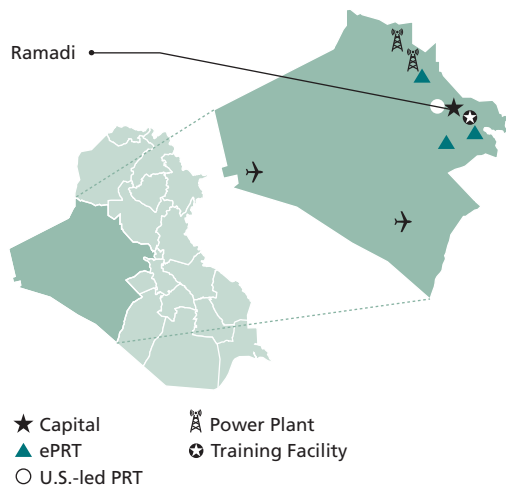 Ramadi
Capital
Power Plant
ePRT
Training Facility
U.S.-led PRT